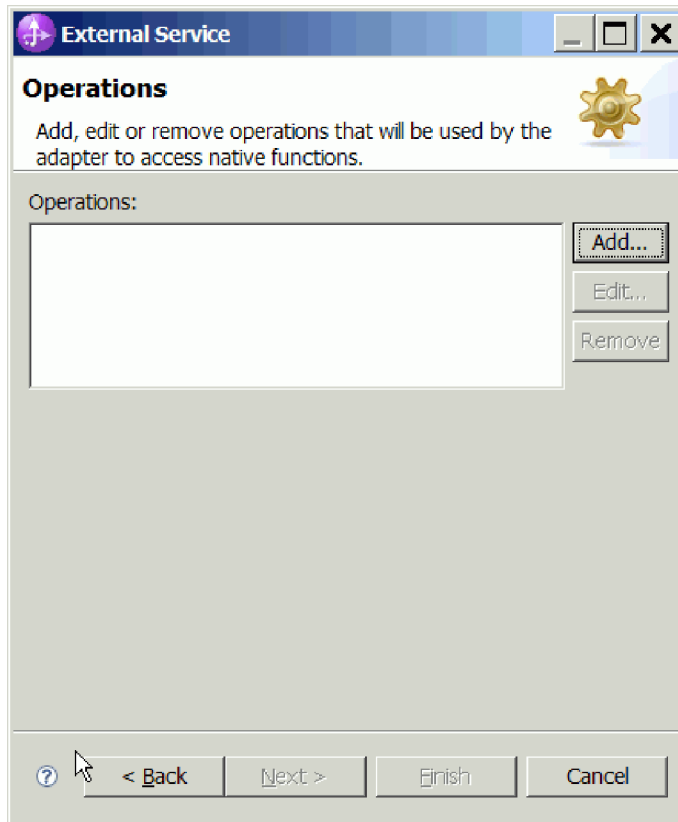 External Service
Operations
Add, edit or remove operations that will be used by the
adapter to access native functions.
Operations:
Add...
Edit...
Remove
?
< Back
Next >
Finish
Cancel